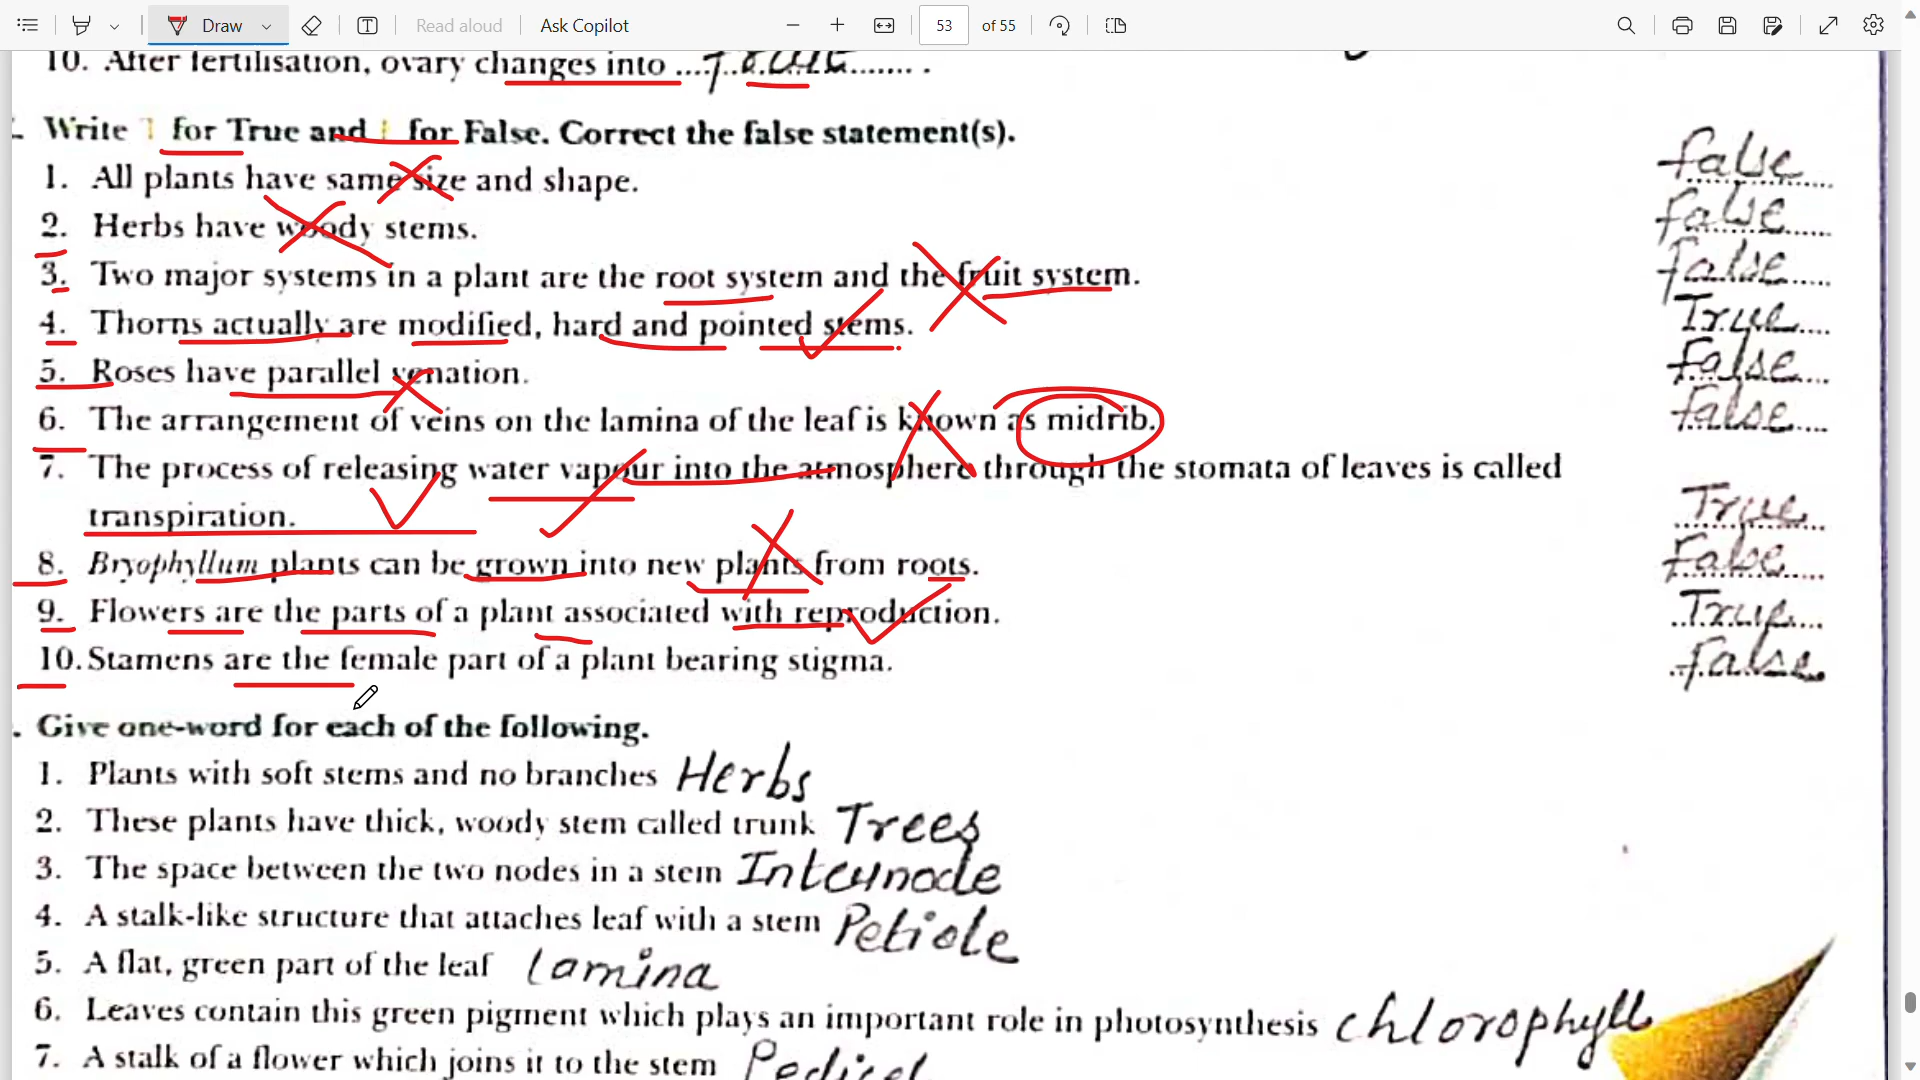 Draw
Read aloud
Ask Copilot
53 of 55
10. After fertilisation, ovary changes into ....Fruit........ .
Write T for True and F for False. Correct the false statement(s).
1. All plants have same size and shape. false
2. Herbs have woody stems. false
3. Two major systems in a plant are the root system and the fruit system. false
4. Thorns actually are modified, hard and pointed stems. True
5. Roses have parallel venation. False
6. The arrangement of veins on the lamina of the leaf is known as midrib. false
7. The process of releasing water vapour into the atmosphere through the stomata of leaves is called
transpiration. True
8. Bryophyllum plants can be grown into new plants from roots. False
9. Flowers are the parts of a plant associated with reproduction. True
10. Stamens are the female part of a plant bearing stigma. false
. Give one-word for each of the following.
1. Plants with soft stems and no branches Herbs
2. These plants have thick, woody stem called trunk Trees
3. The space between the two nodes in a stem Internode
4. A stalk-like structure that attaches leaf with a stem Petiole
5. A flat, green part of the leaf lamina
6. Leaves contain this green pigment which plays an important role in photosynthesis chlorophyll
7. A stalk of a flower which joins it to the stem Pedicel